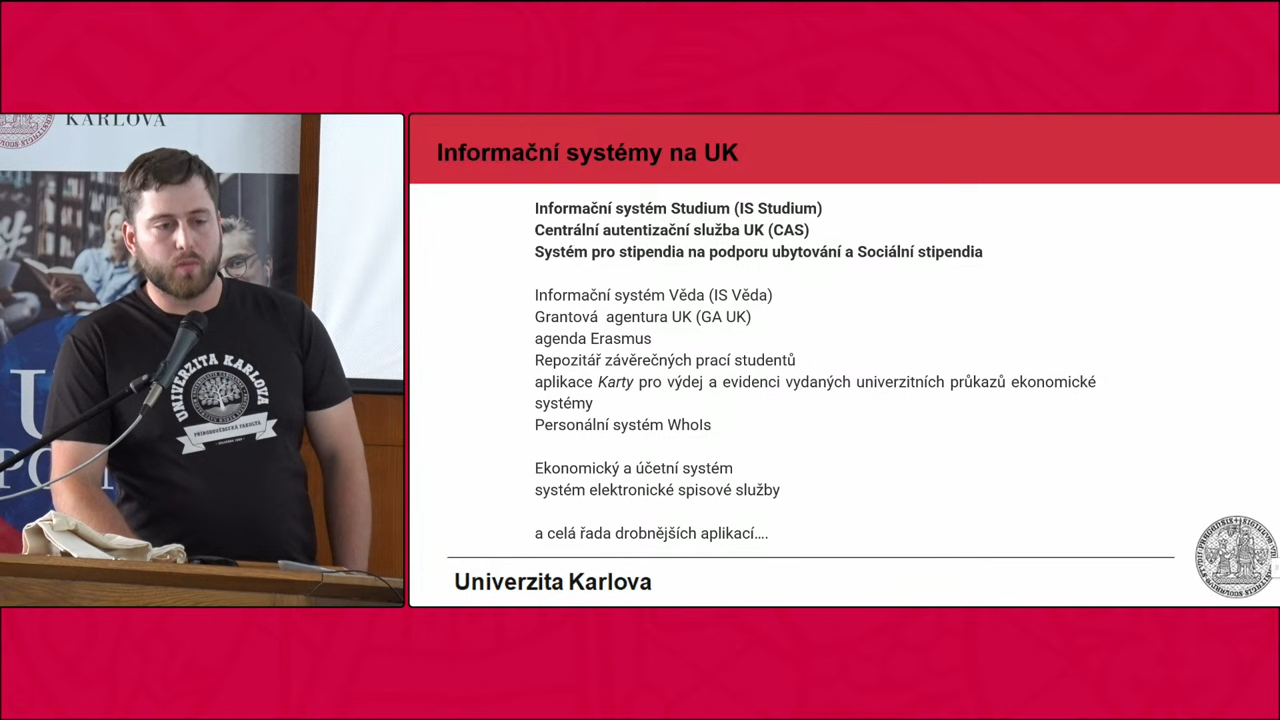 KARLOVA
U
PO
UNIVERZITA KARLOVA
PŘÍRODOVĚDECKÁ FAKULTA
Informační systémy na UK
Informační systém Studium (IS Studium)
Centrální autentizační služba UK (CAS)
Systém pro stipendia na podporu ubytování a Sociální stipendia
Informační systém Věda (IS Věda)
Grantová agentura UK (GA UK)
agenda Erasmus
Repozitář závěrečných prací studentů
aplikace Karty pro výdej a evidenci vydaných univerzitních průkazů ekonomické
systémy
Personální systém WhoIs
Ekonomický a účetní systém
systém elektronické spisové služby
a celá řada drobnějších aplikací....
Univerzita Karlova